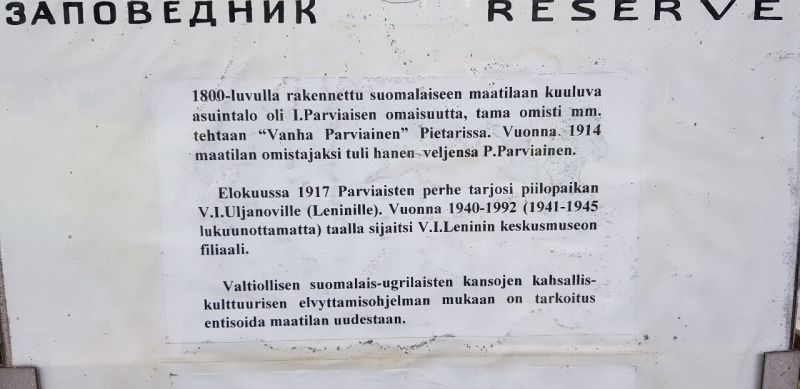 ЗАПОВЕДНИК RESERVE
1800-luvulla rakennettu suomalaiseen maatilaan kuuluva
asuintalo oli I.Parviaisen omaisuutta, tama omisti mm.
tehtaan “Vanha Parviainen” Pietarissa. Vuonna 1914
maatilan omistajaksi tuli hanen veljensa P.Parviainen.
Elokuussa 1917 Parviaisten perhe tarjosi piilopaikan
V.I.Uljanoville (Leninille). Vuonna 1940-1992 (1941-1945
lukuunottamatta) taalla sijaitsi V.I.Leninin keskusmuseon
filiaali.
Valtiollisen suomalais-ugrilaisten kansojen kahsallis-
kulttuurisen elvyttamisohjelman mukaan on tarkoitus
entisoida maatilan uudestaan.